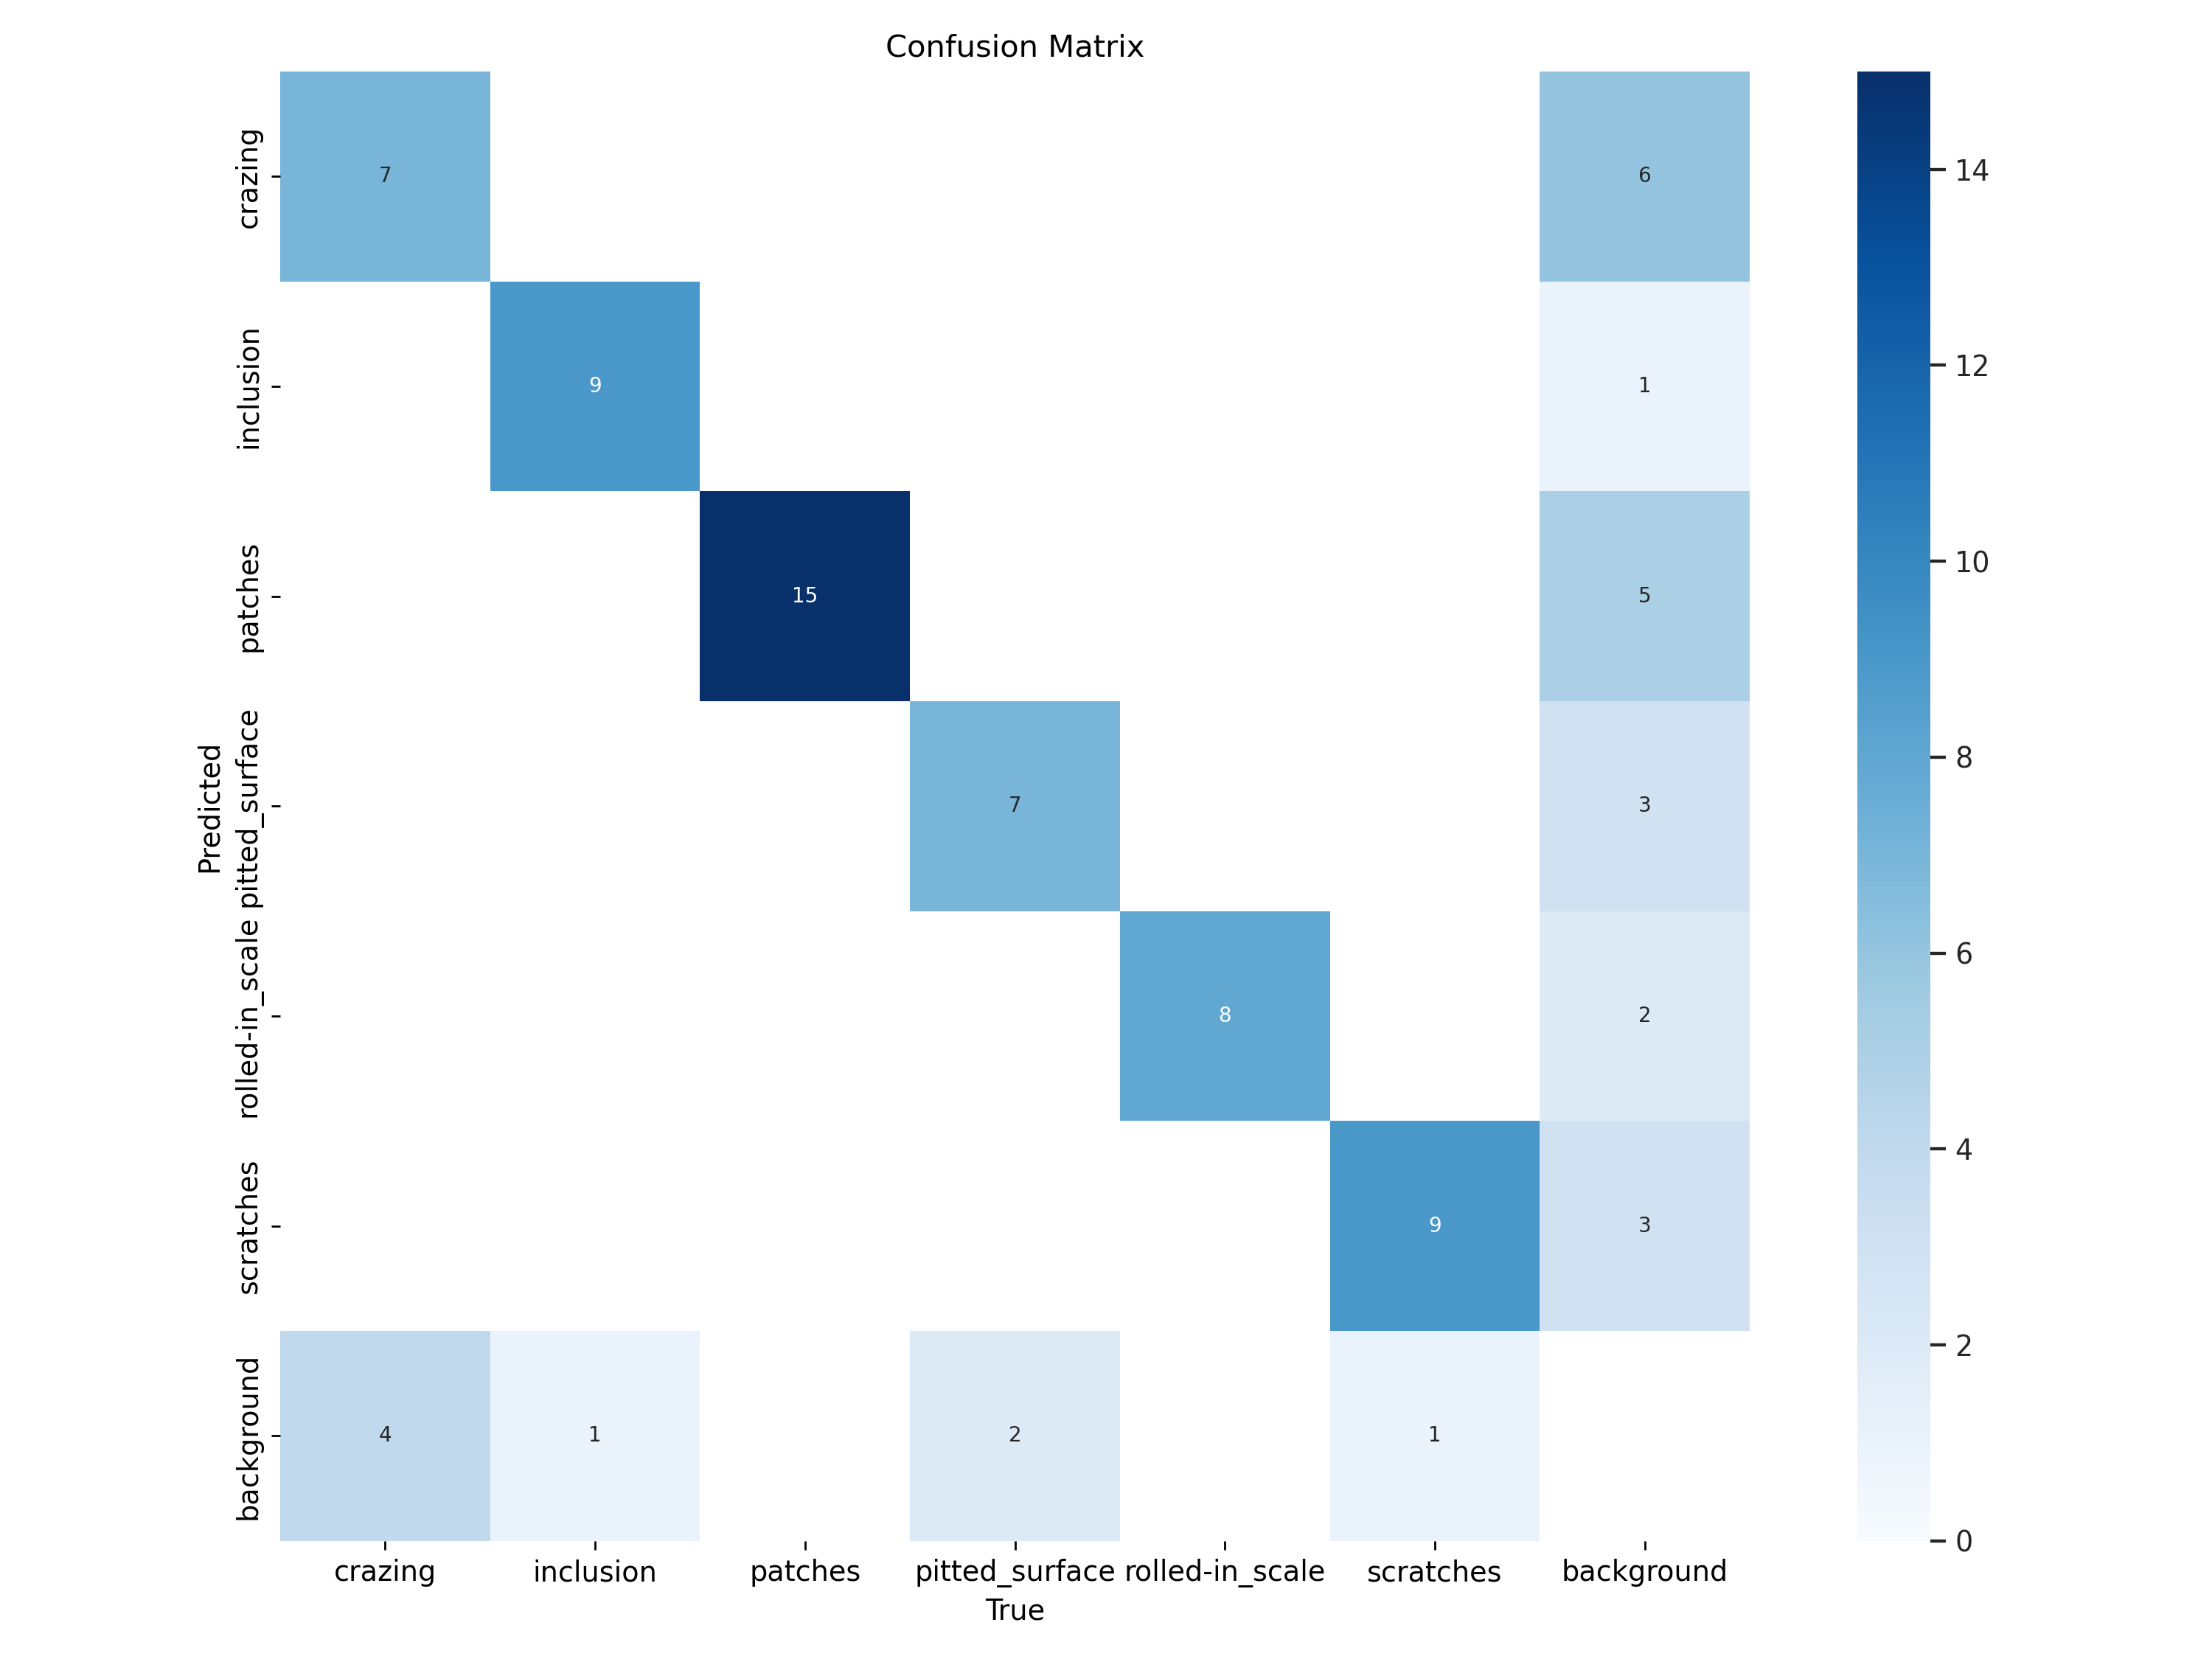 Confusion Matrix
crazing
7
6
14
inclusion
9
1
12
patches
15
5
10
pitted_surface
7
3
8
Predicted
rolled-in_scale
8
2
6
scratches
9
3
4
background
4
1
2
1
2
0
crazing
inclusion
patches
pitted_surface
rolled-in_scale
scratches
background
True